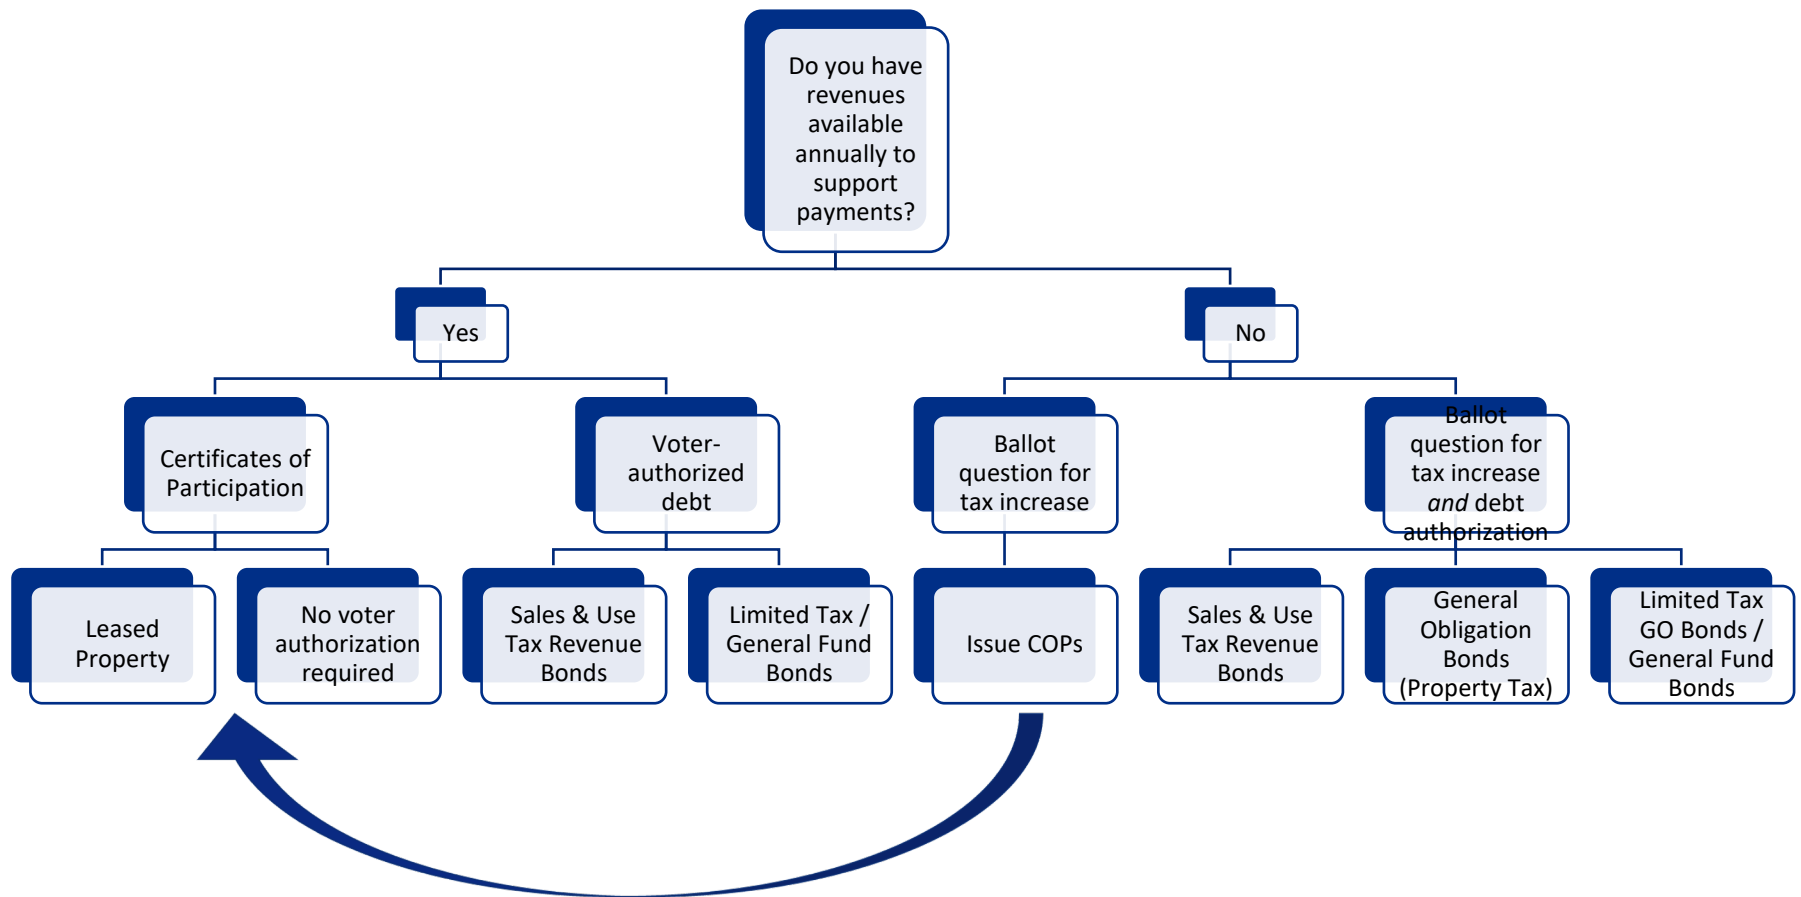 Do you have
revenues
available
annually to
support
payments?
Yes
No
Certificates of
Participation
Voter-
authorized
debt
Ballot
question for
tax increase
Ballot
question for
tax increase
and debt
authorization
Leased
Property
No voter
authorization
required
Sales & Use
Tax Revenue
Bonds
Limited Tax /
General Fund
Bonds
Issue COPs
Sales & Use
Tax Revenue
Bonds
General
Obligation
Bonds
(Property Tax)
Limited Tax
GO Bonds /
General Fund
Bonds